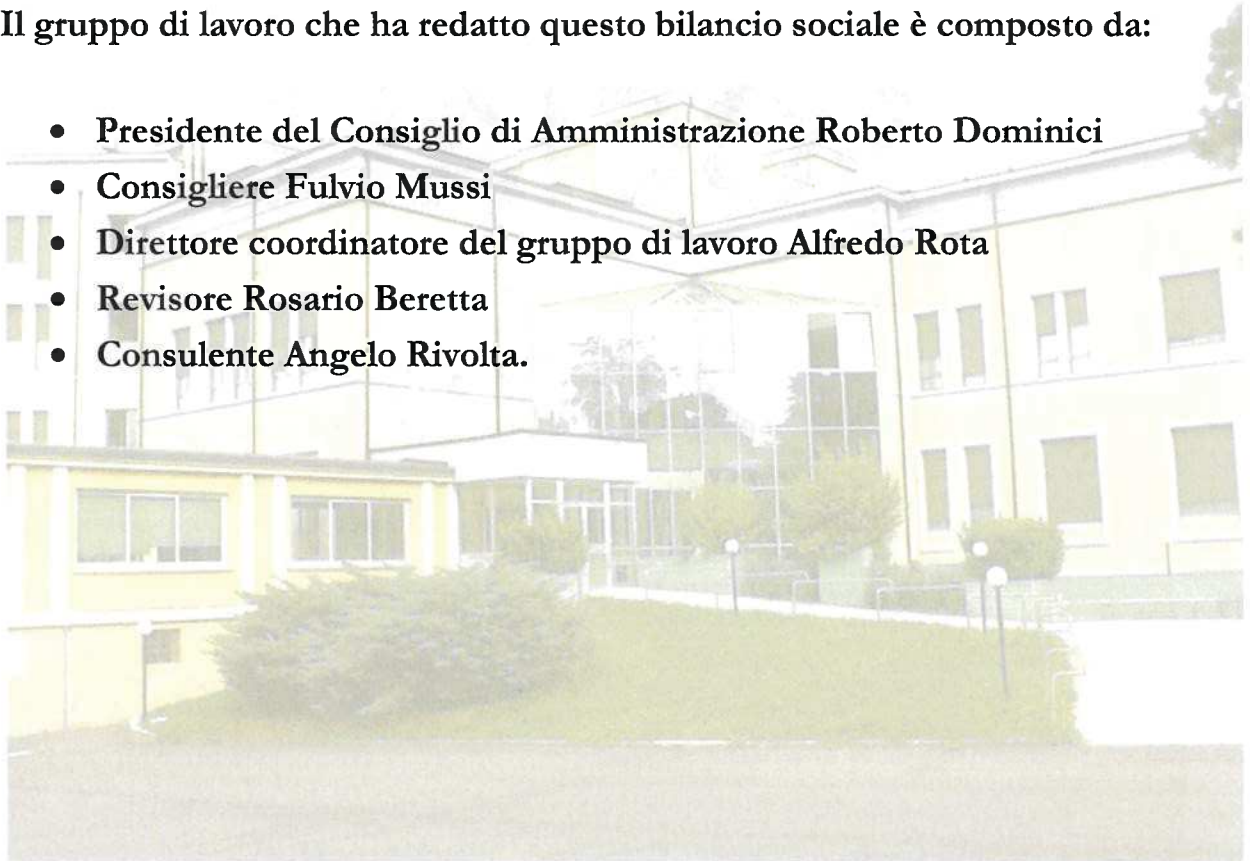 Il gruppo di lavoro che ha redatto questo bilancio sociale è composto da:
• Presidente del Consiglio di Amministrazione Roberto Dominici
• Consigliere Fulvio Mussi
• Direttore coordinatore del gruppo di lavoro Alfredo Rota
• Revisore Rosario Beretta
• Consulente Angelo Rivolta.